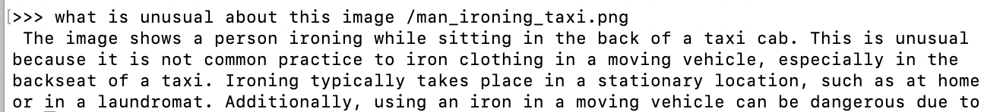 [>>> what is unusual about this image /man_ironing_taxi.png
The image shows a person ironing while sitting in the back of a taxi cab. This is unusual
because it is not common practice to iron clothing in a moving vehicle, especially in the
backseat of a taxi. Ironing typically takes place in a stationary location, such as at home
or in a laundromat. Additionally, using an iron in a moving vehicle can be dangerous due to